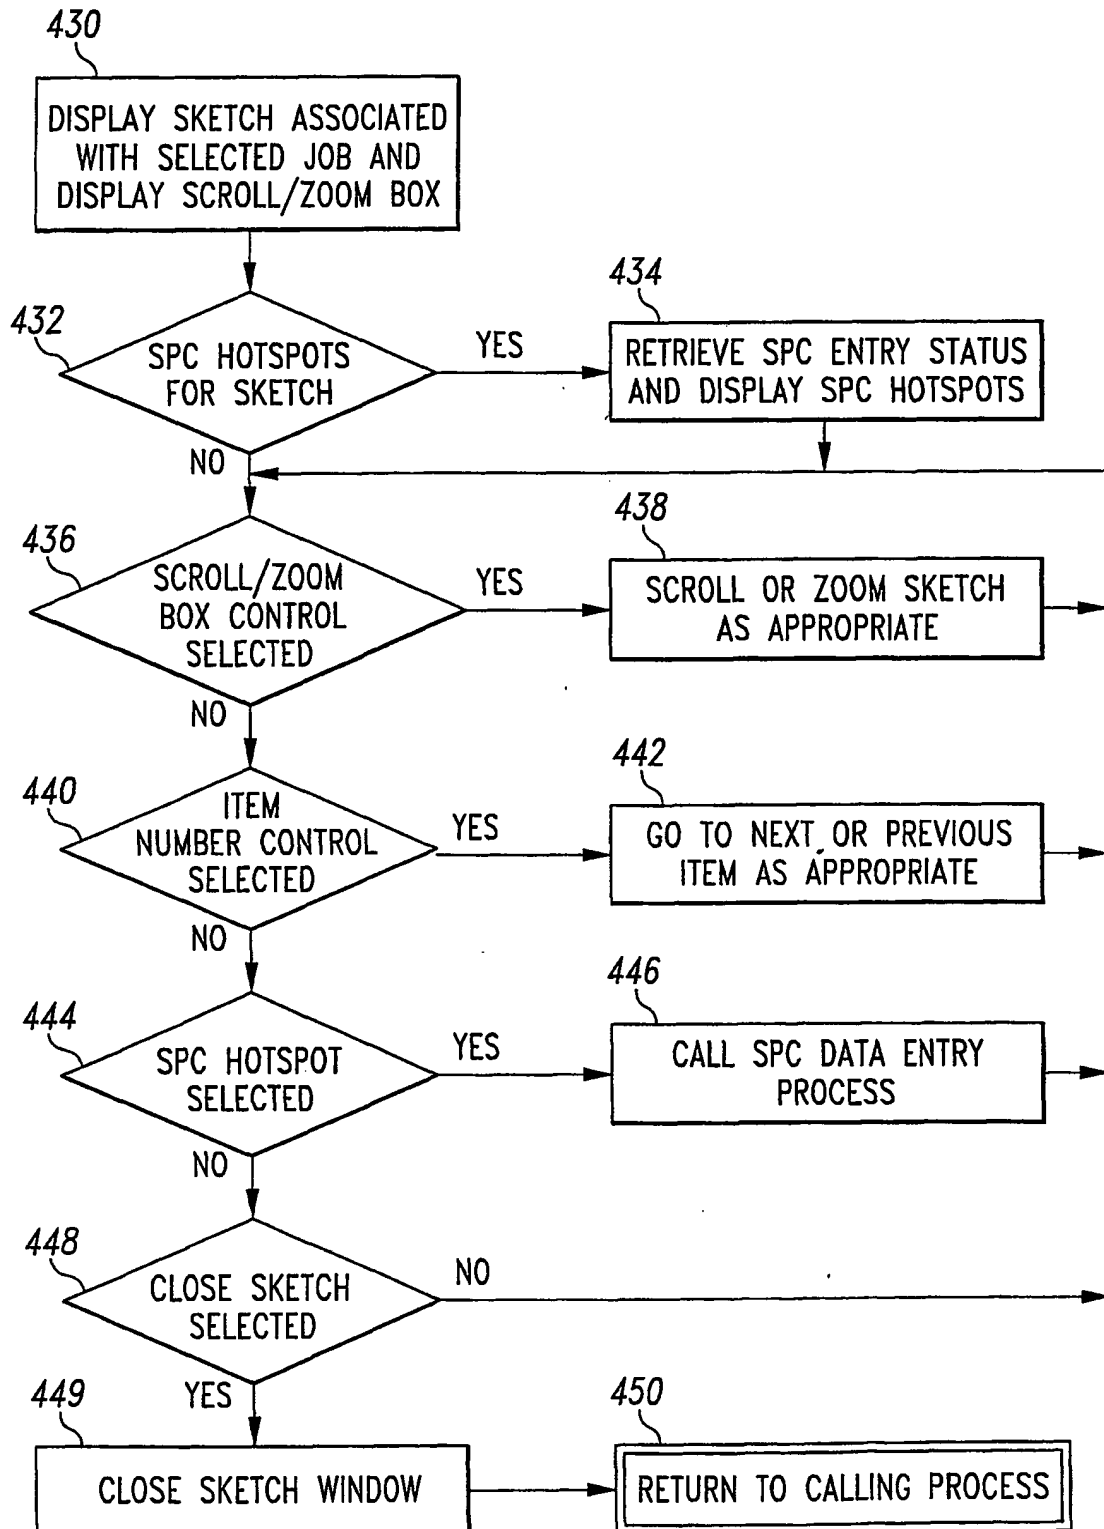 430
DISPLAY SKETCH ASSOCIATED
WITH SELECTED JOB AND
DISPLAY SCROLL/ZOOM BOX
432
SPC HOTSPOTS
FOR SKETCH
YES
NO
434
RETRIEVE SPC ENTRY STATUS
AND DISPLAY SPC HOTSPOTS
436
SCROLL/ZOOM
BOX CONTROL
SELECTED
YES
NO
438
SCROLL OR ZOOM SKETCH
AS APPROPRIATE
440
ITEM
NUMBER CONTROL
SELECTED
YES
NO
442
GO TO NEXT OR PREVIOUS
ITEM AS APPROPRIATE
444
SPC HOTSPOT
SELECTED
YES
NO
446
CALL SPC DATA ENTRY
PROCESS
448
CLOSE SKETCH
SELECTED
NO
YES
449
CLOSE SKETCH WINDOW
450
RETURN TO CALLING PROCESS